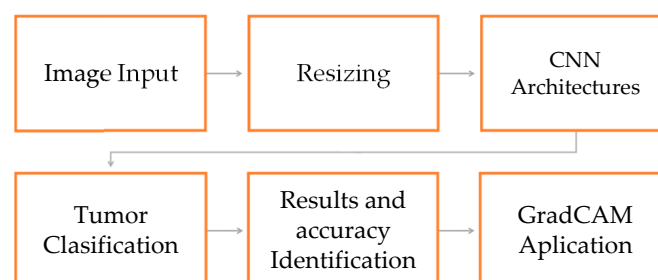 Image Input
Resizing
CNN
Architectures
Tumor
Clasification
Results and
accuracy
Identification
GradCAM
Aplication